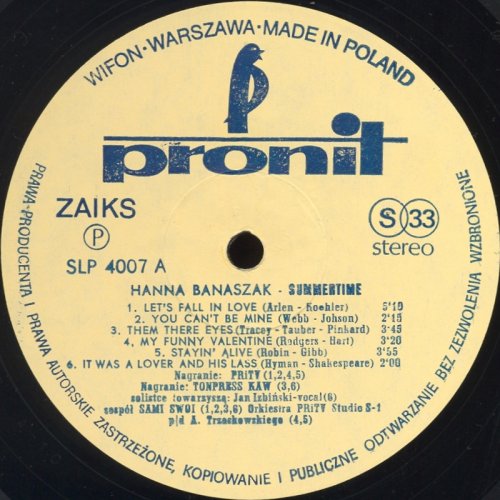 WIFON·WARSZAWA·MADE IN POLAND
pronit
ZAIKS
P
SLP 4007 A
S 33
stereo
HANNA BANASZAK - SUMMERTIME
1. LET'S FALL IN LOVE (Arlen - Koehler) 5'10
2. YOU CAN'T BE MINE (Webb - Johson) 2'15
3. THEM THERE EYES (Tracey - Tauber - Pinkard) 3'45
4. MY FUNNY VALENTINE (Rodgers - Hart) 3'20
5. STAYIN' ALIVE (Robin - Gibb) 3'55
6. IT WAS A LOVER AND HIS LASS (Hyman - Shakespeare) 2'00
Nagranie: PRiTV (1,2,4,5)
Nagranie: TONPRESS KAW (3,6)
solistce towarzyszą: Jan Izbiński-vocal(6)
zespół SAMI SWOI (1,2,3,6) Orkiestra PRiTV Studio S-1
p/d A. Trzaskowskiego (4,5)
PRAWA·PRODUCENTA I PRAWA AUTORSKIE ZASTRZEŻONE, KOPIOWANIE I PUBLICZNE ODTWARZANIE BEZ ZEZWOLENIA WZBRONIONE